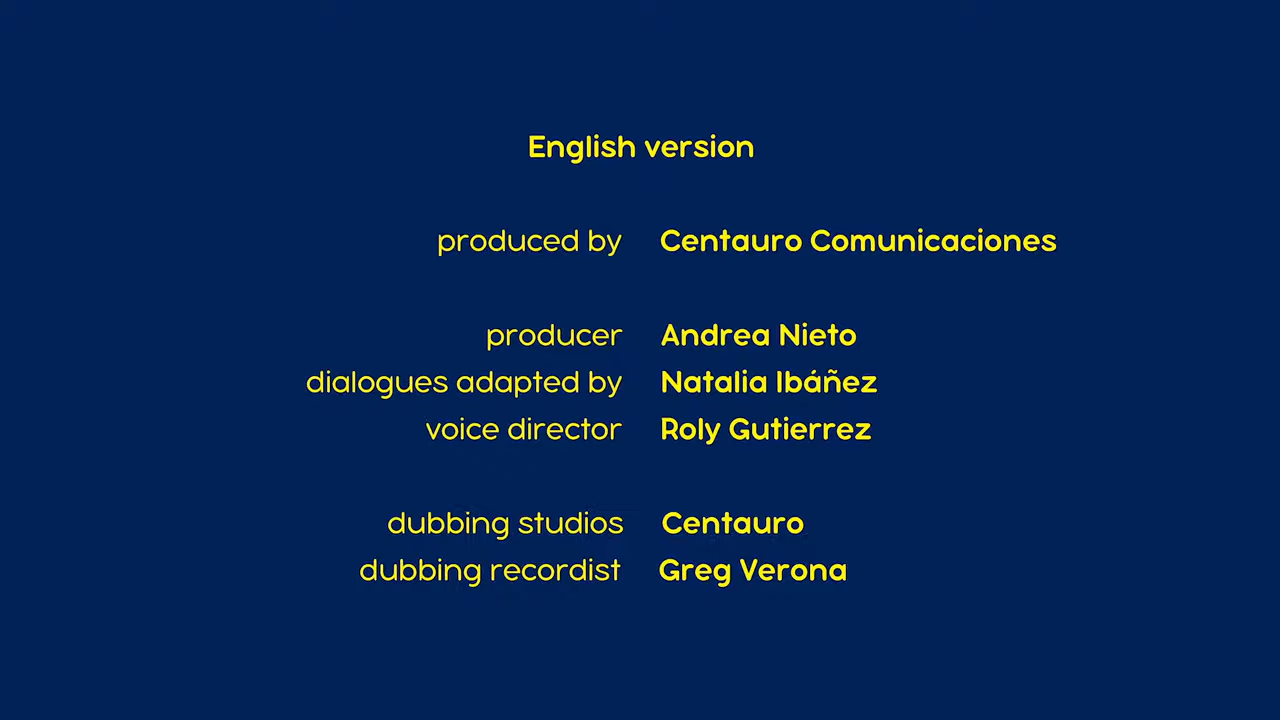 English version
produced by Centauro Comunicaciones
producer Andrea Nieto
dialogues adapted by Natalia Ibáñez
voice director Roly Gutierrez
dubbing studios Centauro
dubbing recordist Greg Verona